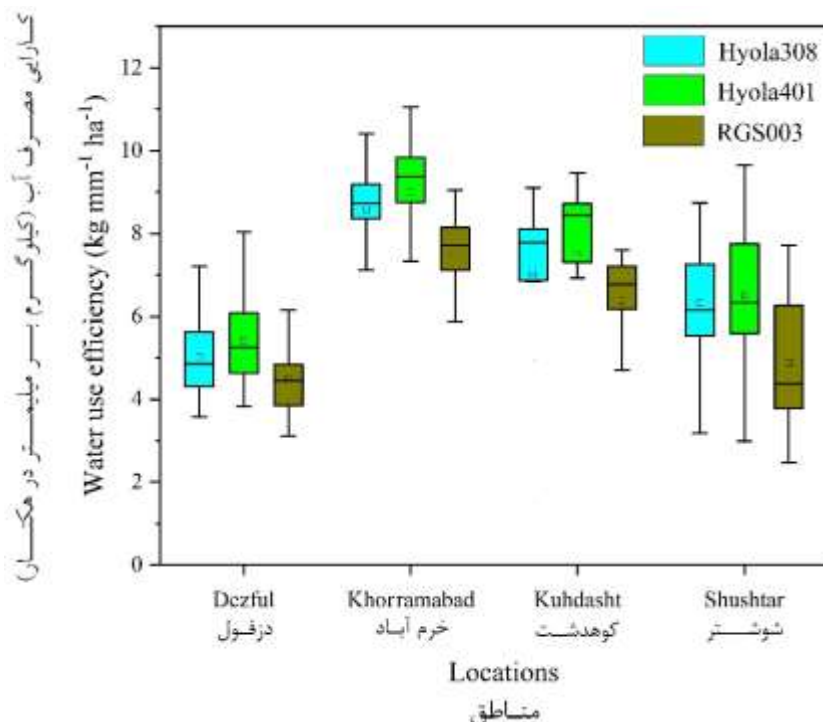 کارایی مصرف آب (کیلوگرم بر میلیمتر در هکتار)
Water use efficiency (kg mm⁻¹ ha⁻¹)
12
10
8
6
4
2
0
Hyola308
Hyola401
RGS003
Dezful
Khorramabad
Kuhdasht
Shushtar
دزفول
خرم آباد
کوهدشت
شوشتر
Locations
مناطق